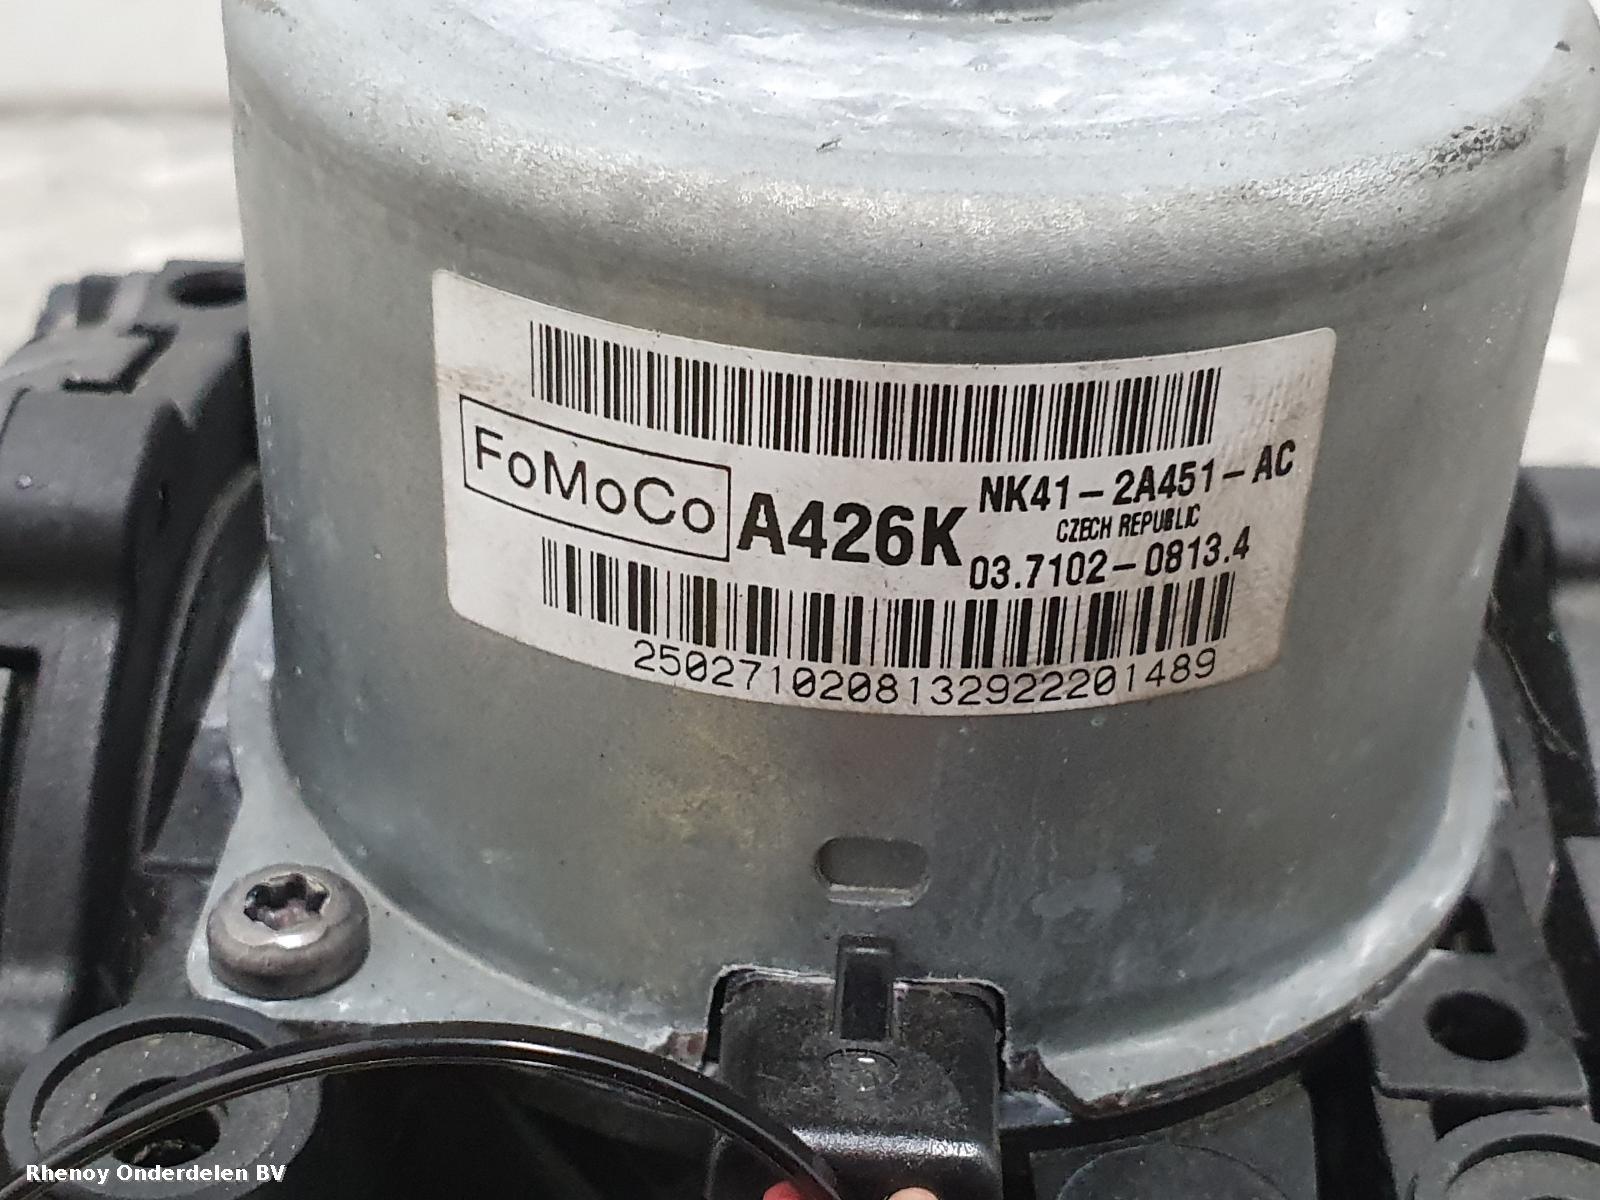 FoMoCo
A426K
NK41-2A451-AC
CZECH REPUBLIC
03.7102-0813.4
2502710208132922201489
Rhenoy Onderdelen BV